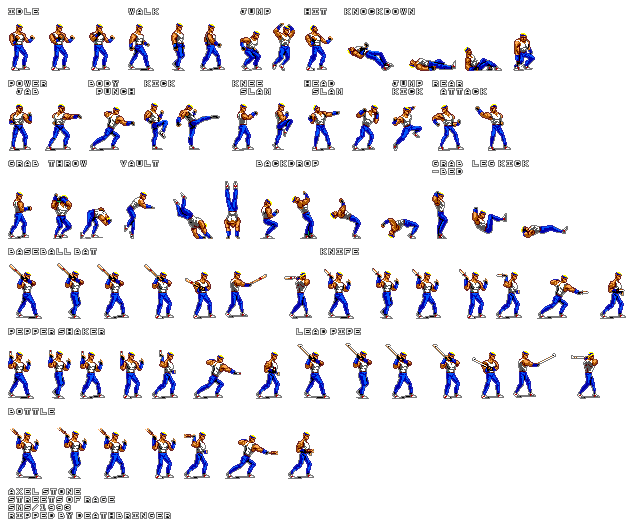 IDLE WALK JUMP HIT KNOCKDOWN
POWER BODY KICK KNEE HEAD JUMP REAR
JAB PUNCH SLAM SLAM KICK ATTACK
GRAB THROW VAULT BACKDROP GRAB LEG KICK
-BED
BASEBALL BAT KNIFE
PEPPER SHAKER LEAD PIPE
BOTTLE
AXEL STONE
STREETS OF RAGE
SMS/1993
RIPPED BY DEATHBRINGER